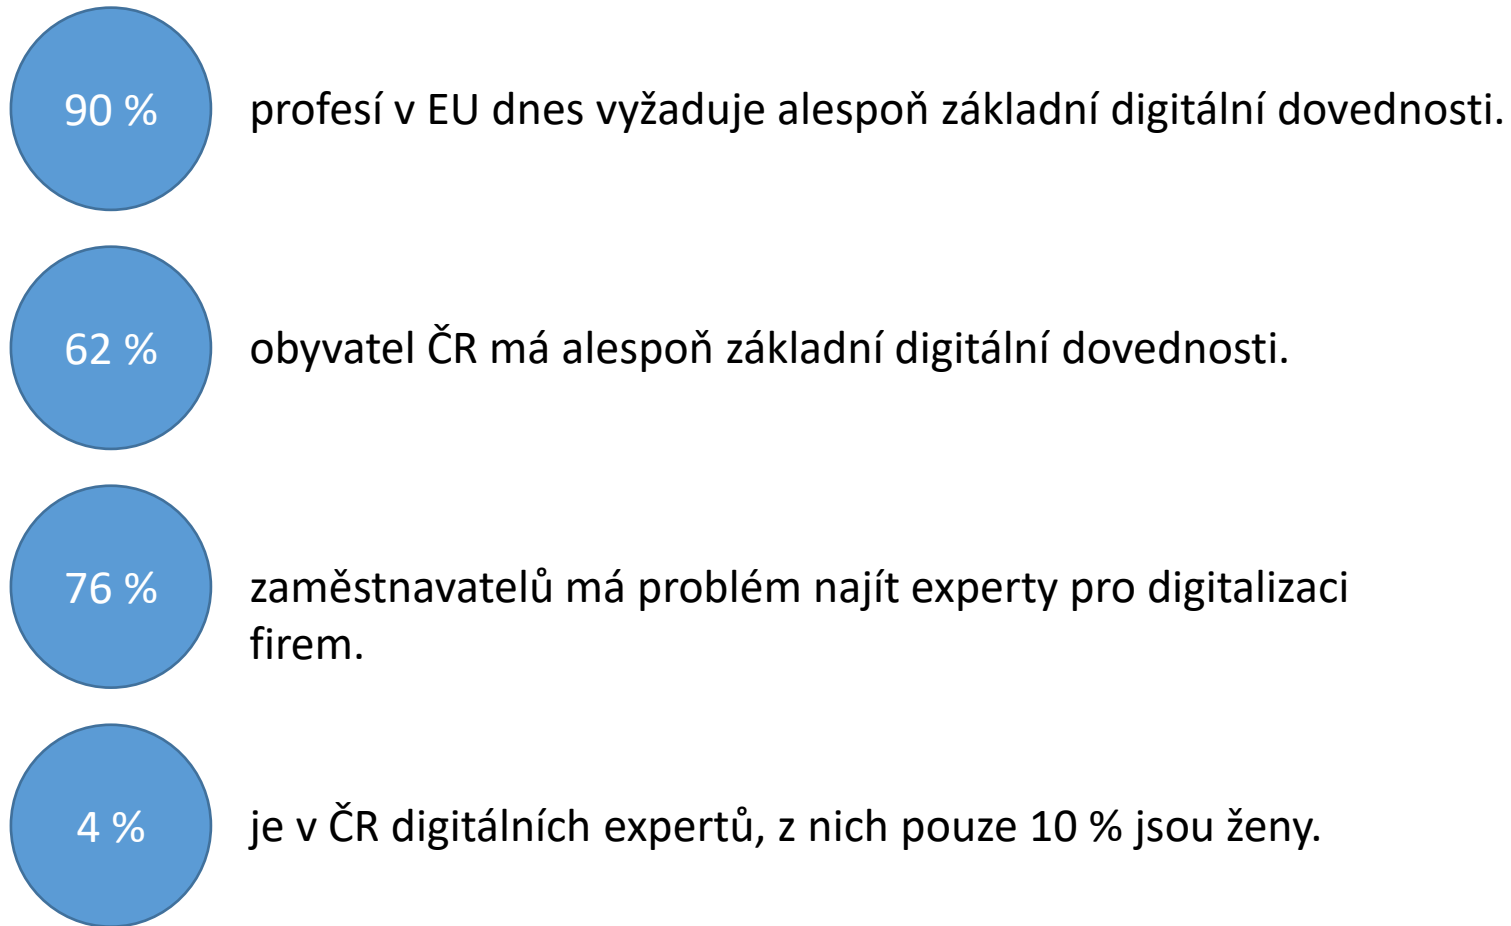 90 %
profesí v EU dnes vyžaduje alespoň základní digitální dovednosti.
62 %
obyvatel ČR má alespoň základní digitální dovednosti.
76 %
zaměstnavatelů má problém najít experty pro digitalizaci
firem.
4 %
je v ČR digitálních expertů, z nich pouze 10 % jsou ženy.